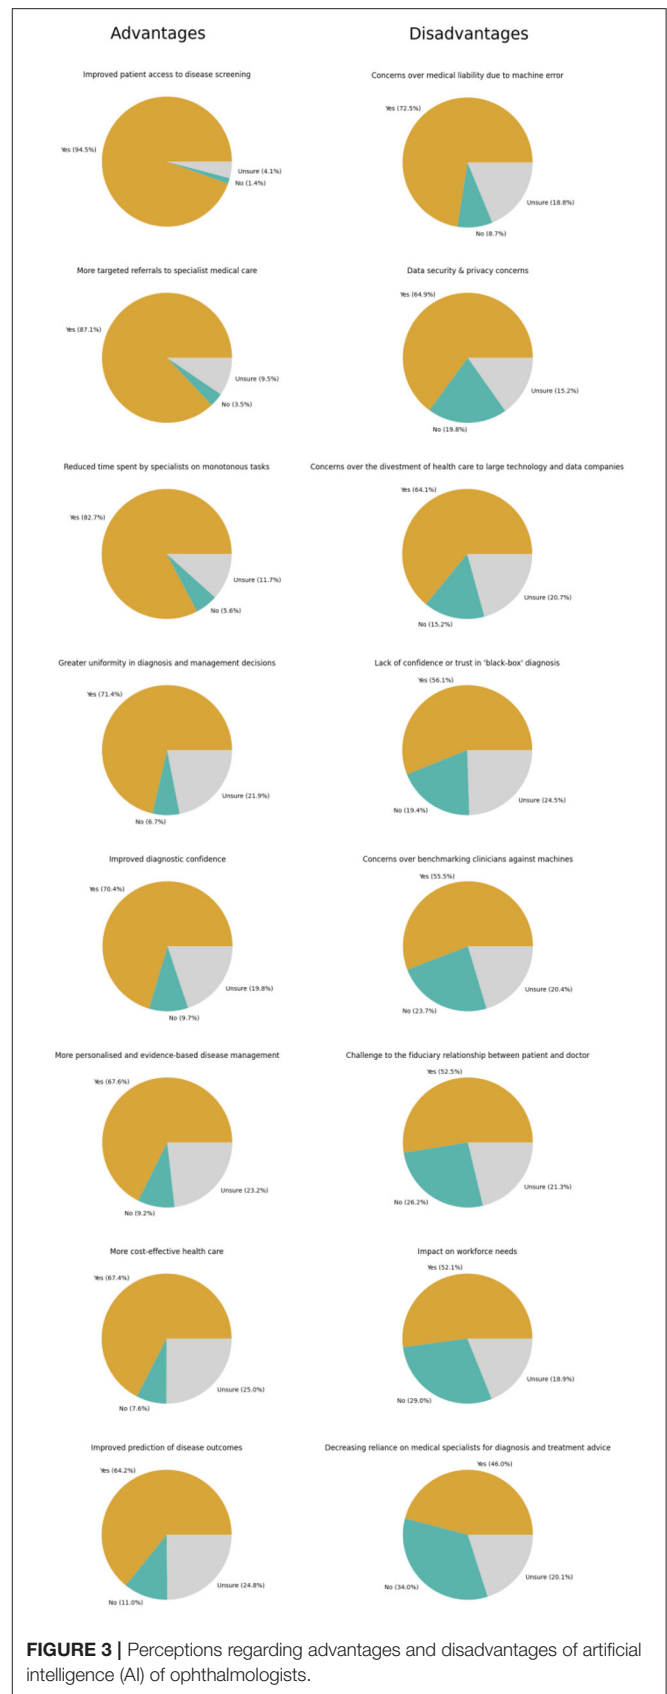 Advantages
Disadvantages
Improved patient access to disease screening
Yes (94.5%)
Unsure (4.1%)
No (1.4%)
Concerns over medical liability due to machine error
Yes (72.5%)
Unsure (18.8%)
No (8.7%)
More targeted referrals to specialist medical care
Yes (87.1%)
Unsure (9.5%)
No (3.5%)
Data security & privacy concerns
Yes (64.9%)
Unsure (15.2%)
No (19.8%)
Reduced time spent by specialists on monotonous tasks
Yes (82.7%)
Unsure (11.7%)
No (5.6%)
Concerns over the divestment of health care to large technology and data companies
Yes (64.1%)
Unsure (20.7%)
No (15.2%)
Greater uniformity in diagnosis and management decisions
Yes (71.4%)
Unsure (21.9%)
No (6.7%)
Lack of confidence or trust in 'black-box' diagnosis
Yes (56.1%)
Unsure (24.5%)
No (19.4%)
Improved diagnostic confidence
Yes (70.4%)
Unsure (19.8%)
No (9.7%)
Concerns over benchmarking clinicians against machines
Yes (55.5%)
Unsure (20.4%)
No (23.7%)
More personalised and evidence-based disease management
Yes (67.6%)
Unsure (23.2%)
No (9.2%)
Challenge to the fiduciary relationship between patient and doctor
Yes (52.5%)
Unsure (21.3%)
No (26.2%)
More cost-effective health care
Yes (67.4%)
Unsure (25.0%)
No (7.6%)
Impact on workforce needs
Yes (52.1%)
Unsure (18.9%)
No (29.0%)
Improved prediction of disease outcomes
Yes (64.2%)
Unsure (24.8%)
No (11.0%)
Decreasing reliance on medical specialists for diagnosis and treatment advice
Yes (46.0%)
Unsure (20.1%)
No (34.0%)
FIGURE 3 | Perceptions regarding advantages and disadvantages of artificial
intelligence (AI) of ophthalmologists.